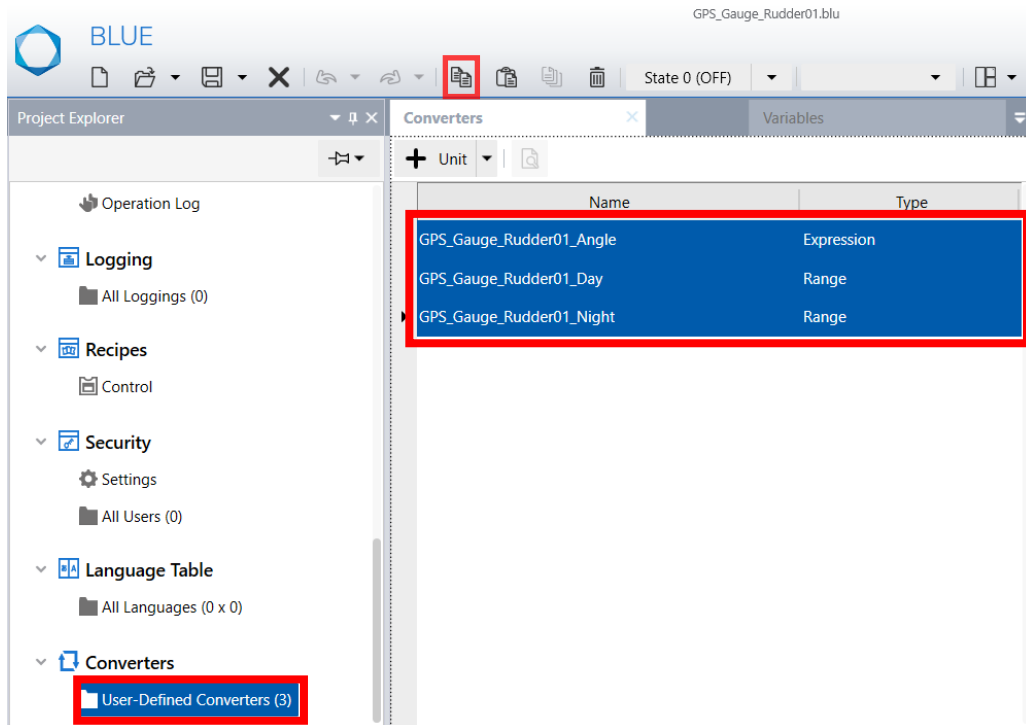 GPS_Gauge_Rudder01.blu
BLUE
State 0 (OFF)
Project Explorer
Converters
Variables
Unit
Name
Type
Operation Log
GPS_Gauge_Rudder01_Angle
Expression
Logging
GPS_Gauge_Rudder01_Day
Range
All Loggings (0)
GPS_Gauge_Rudder01_Night
Range
Recipes
Control
Security
Settings
All Users (0)
Language Table
All Languages (0 x 0)
Converters
User-Defined Converters (3)